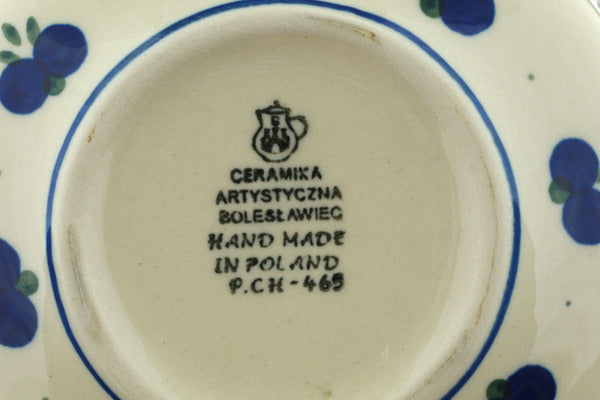 CERAMIKA
ARTYSTYCZNA
BOLESŁAWIEC
HAND MADE
IN POLAND
P.CH-465